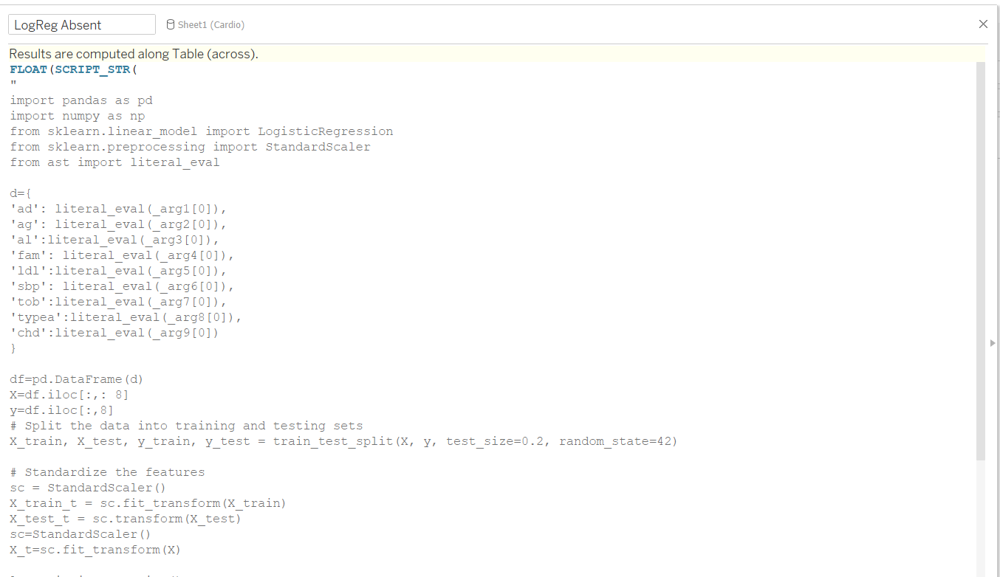 LogReg Absent
Sheet1 (Cardio)
Results are computed along Table (across).
FLOAT(SCRIPT_STR(
"
import pandas as pd
import numpy as np
from sklearn.linear_model import LogisticRegression
from sklearn.preprocessing import StandardScaler
from ast import literal_eval
d={
'ad': literal_eval(_arg1[0]),
'ag': literal_eval(_arg2[0]),
'al':literal_eval(_arg3[0]),
'fam': literal_eval(_arg4[0]),
'ldl':literal_eval(_arg5[0]),
'sbp': literal_eval(_arg6[0]),
'tob':literal_eval(_arg7[0]),
'typea':literal_eval(_arg8[0]),
'chd':literal_eval(_arg9[0])
}
df=pd.DataFrame(d)
X=df.iloc[:,: 8]
y=df.iloc[:,8]
# Split the data into training and testing sets
X_train, X_test, y_train, y_test = train_test_split(X, y, test_size=0.2, random_state=42)
# Standardize the features
sc = StandardScaler()
X_train_t = sc.fit_transform(X_train)
X_test_t = sc.transform(X_test)
sc=StandardScaler()
X_t=sc.fit_transform(X)